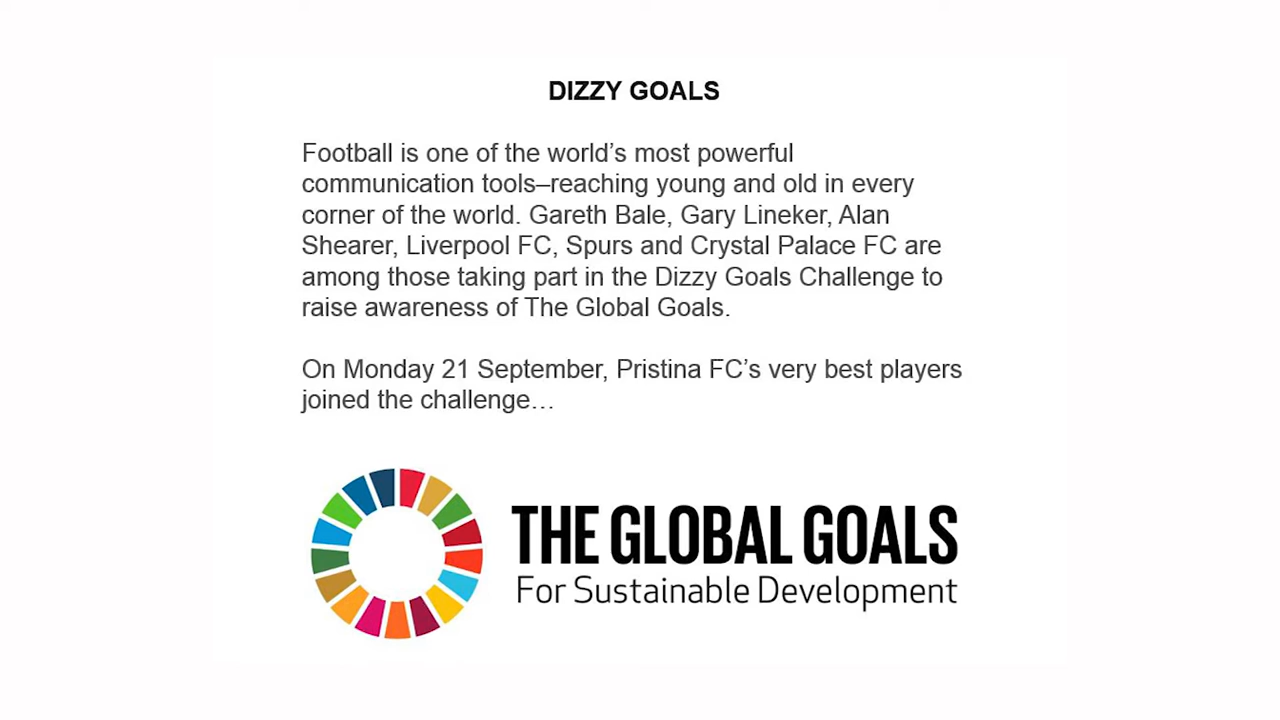 DIZZY GOALS
Football is one of the world’s most powerful
communication tools–reaching young and old in every
corner of the world. Gareth Bale, Gary Lineker, Alan
Shearer, Liverpool FC, Spurs and Crystal Palace FC are
among those taking part in the Dizzy Goals Challenge to
raise awareness of The Global Goals.
On Monday 21 September, Pristina FC’s very best players
joined the challenge…
THE GLOBAL GOALS
For Sustainable Development